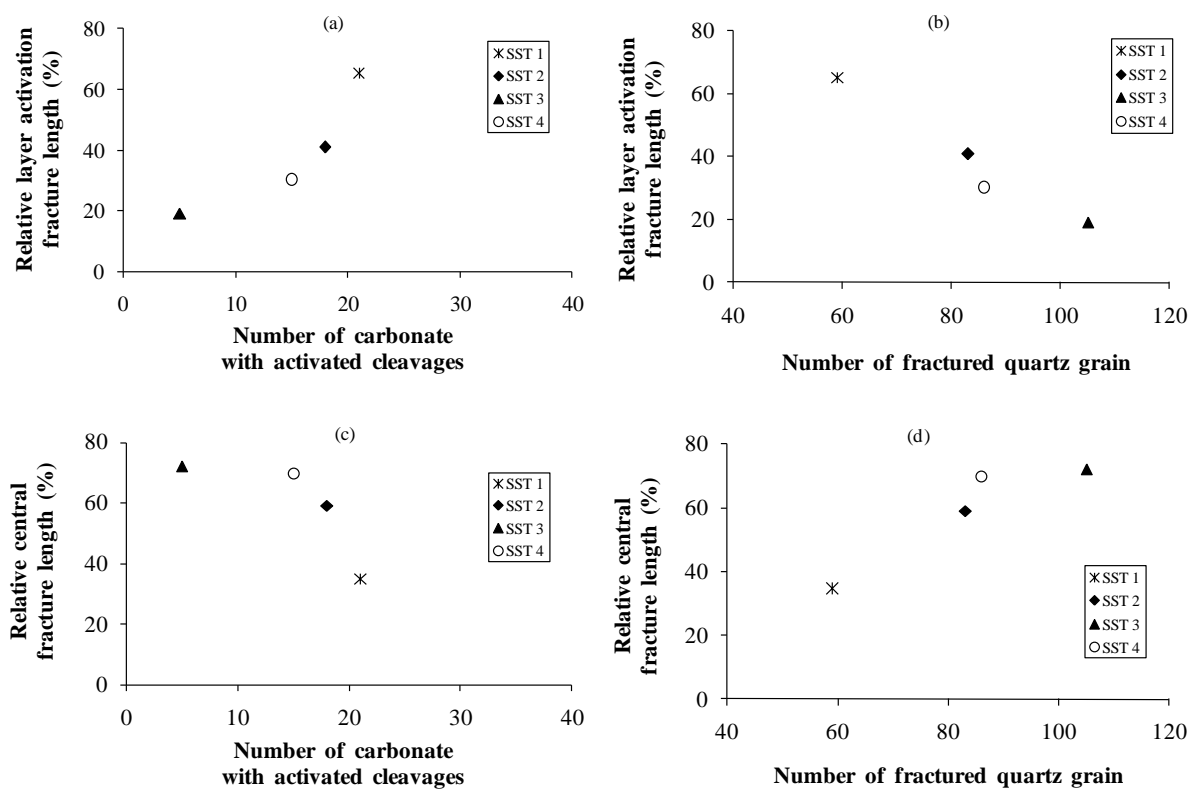 (a)
80
60
40
20
0
0 10 20 30 40
Relative layer activation
fracture length (%)
SST 1
SST 2
SST 3
SST 4
Number of carbonate
with activated cleavages
(b)
80
60
40
20
0
40 60 80 100 120
Relative layer activation
fracture length (%)
SST 1
SST 2
SST 3
SST 4
Number of fractured quartz grain
(c)
80
60
40
20
0
0 10 20 30 40
Relative central
fracture length (%)
SST 1
SST 2
SST 3
SST 4
Number of carbonate
with activated cleavages
(d)
80
60
40
20
0
40 60 80 100 120
Relative central
fracture length (%)
SST 1
SST 2
SST 3
SST 4
Number of fractured quartz grain